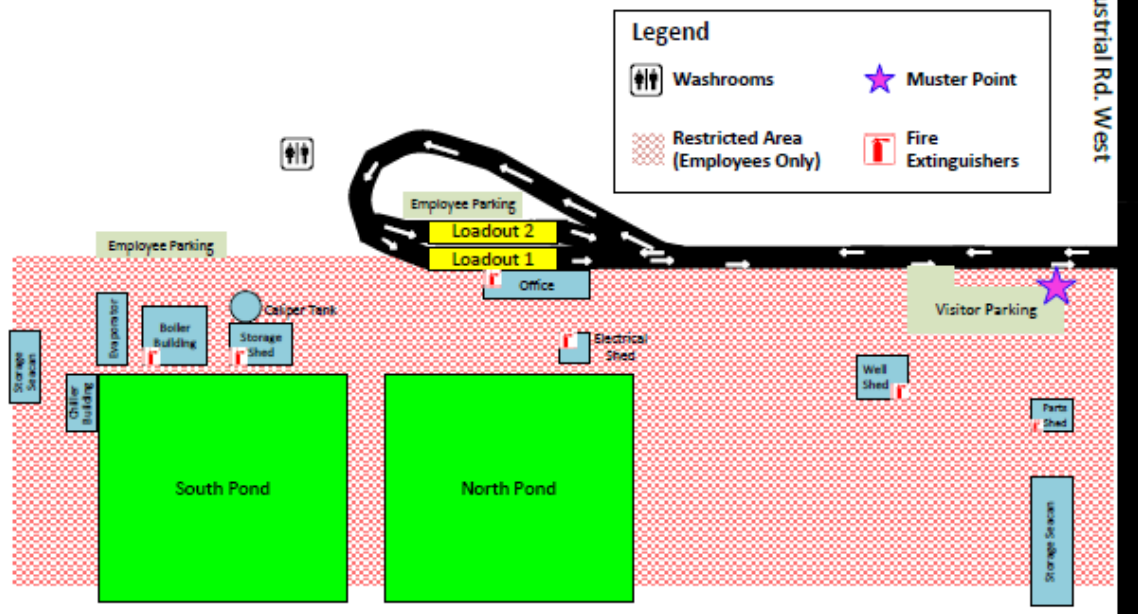 Legend
Washrooms
Muster Point
Restricted Area
(Employees Only)
Fire
Extinguishers
ustrial Rd. West
Employee Parking
Loadout 2
Employee Parking
Loadout 1
Office
Visitor Parking
Evaporator
Boiler
Building
Caliper Tank
Storage
Shed
Electrical
Shed
Storage
Seacan
Chiller
Building
Well
Shed
Parts
Shed
South Pond
North Pond
Storage Seacan